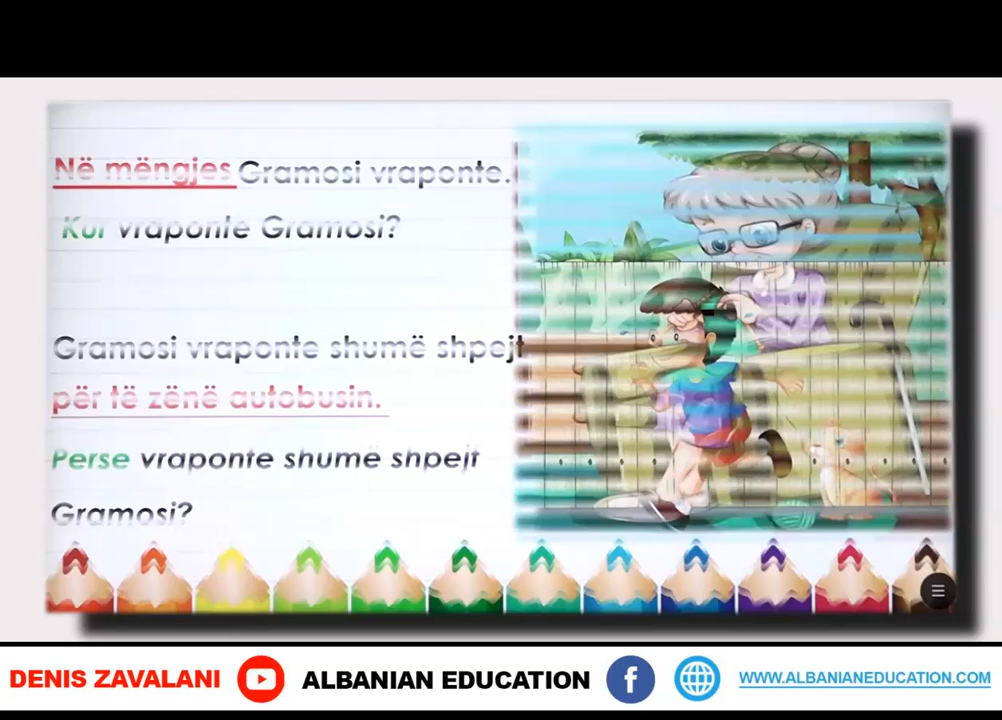 Në mëngjes Gramosi vraponte.
Kur vraponte Gramosi?
Gramosi vraponte shumë shpejt
për të zënë autobusin.
Perse vraponte shumë shpejt
Gramosi?
DENIS ZAVALANI ALBANIAN EDUCATION f WWW.ALBANIANEDUCATION.COM